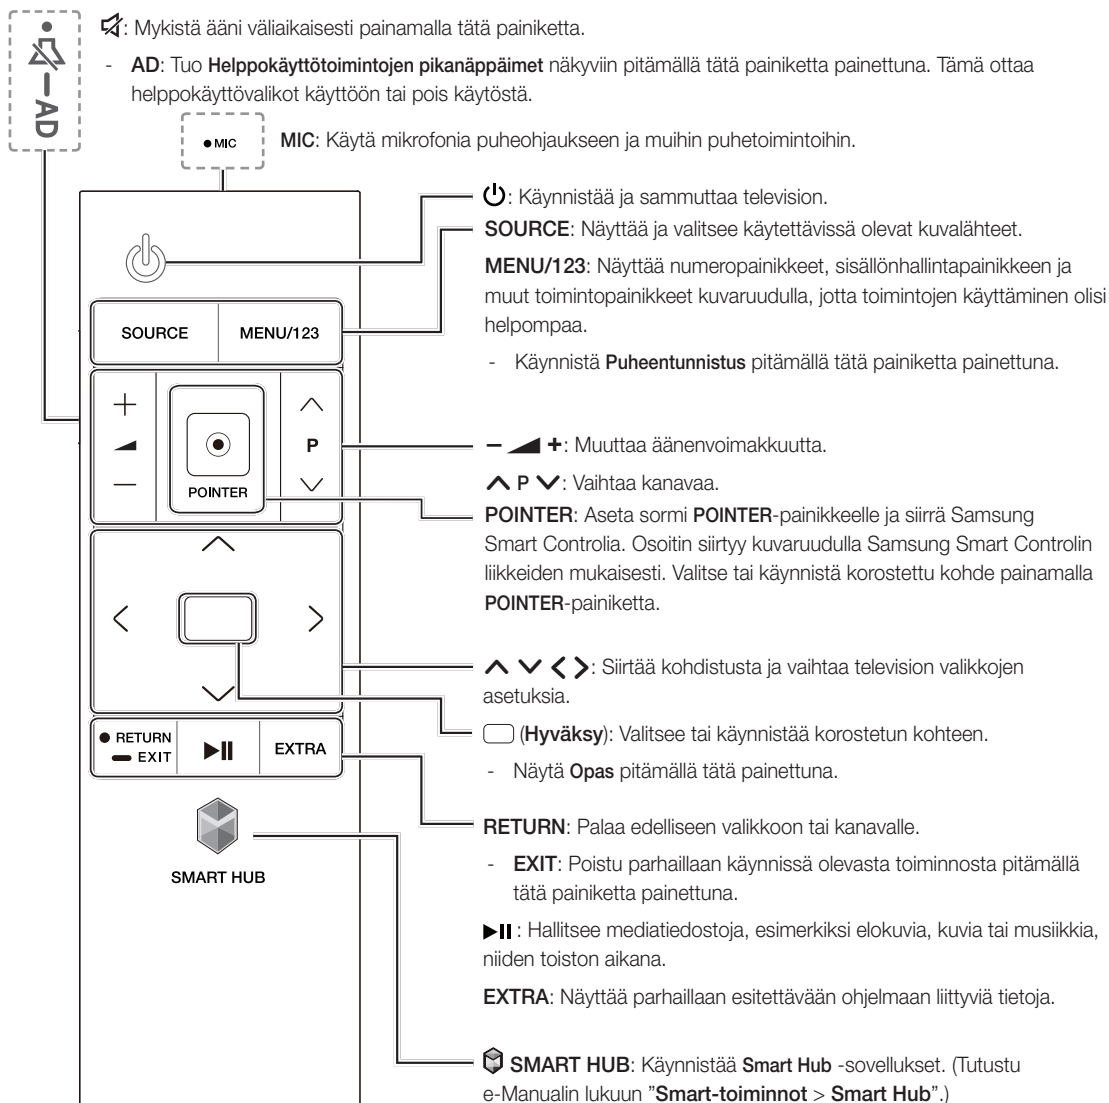 : Mykistä ääni väliaikaisesti painamalla tätä painiketta.
- AD: Tuo Helppokäyttötoimintojen pikanäppäimet näkyviin pitämällä tätä painiketta painettuna. Tämä ottaa
helppokäyttövalikot käyttöön tai pois käytöstä.
AD
● MIC
MIC: Käytä mikrofonia puheohjaukseen ja muihin puhetoimintoihin.
: Käynnistää ja sammuttaa television.
SOURCE: Näyttää ja valitsee käytettävissä olevat kuvalähteet.
MENU/123: Näyttää numeropainikkeet, sisällönhallintapainikkeen ja
muut toimintopainikkeet kuvaruudulla, jotta toimintojen käyttäminen olisi
helpompaa.
- Käynnistä Puheentunnistus pitämällä tätä painiketta painettuna.
SOURCE
MENU/123
P
POINTER
− +: Muuttaa äänenvoimakkuutta.
P : Vaihtaa kanavaa.
POINTER: Aseta sormi POINTER-painikkeelle ja siirrä Samsung
Smart Controlia. Osoitin siirtyy kuvaruudulla Samsung Smart Controlin
liikkeiden mukaisesti. Valitse tai käynnistä korostettu kohde painamalla
POINTER-painiketta.
: Siirtää kohdistusta ja vaihtaa television valikkojen
asetuksia.
(Hyväksy): Valitsee tai käynnistää korostetun kohteen.
- Näytä Opas pitämällä tätä painettuna.
● RETURN
EXIT
►II
EXTRA
RETURN: Palaa edelliseen valikkoon tai kanavalle.
- EXIT: Poistu parhaillaan käynnissä olevasta toiminnosta pitämällä
tätä painiketta painettuna.
►II : Hallitsee mediatiedostoja, esimerkiksi elokuvia, kuvia tai musiikkia,
niiden toiston aikana.
EXTRA: Näyttää parhaillaan esitettävään ohjelmaan liittyviä tietoja.
SMART HUB
SMART HUB: Käynnistää Smart Hub -sovellukset. (Tutustu
e-Manualin lukuun "Smart-toiminnot > Smart Hub".)